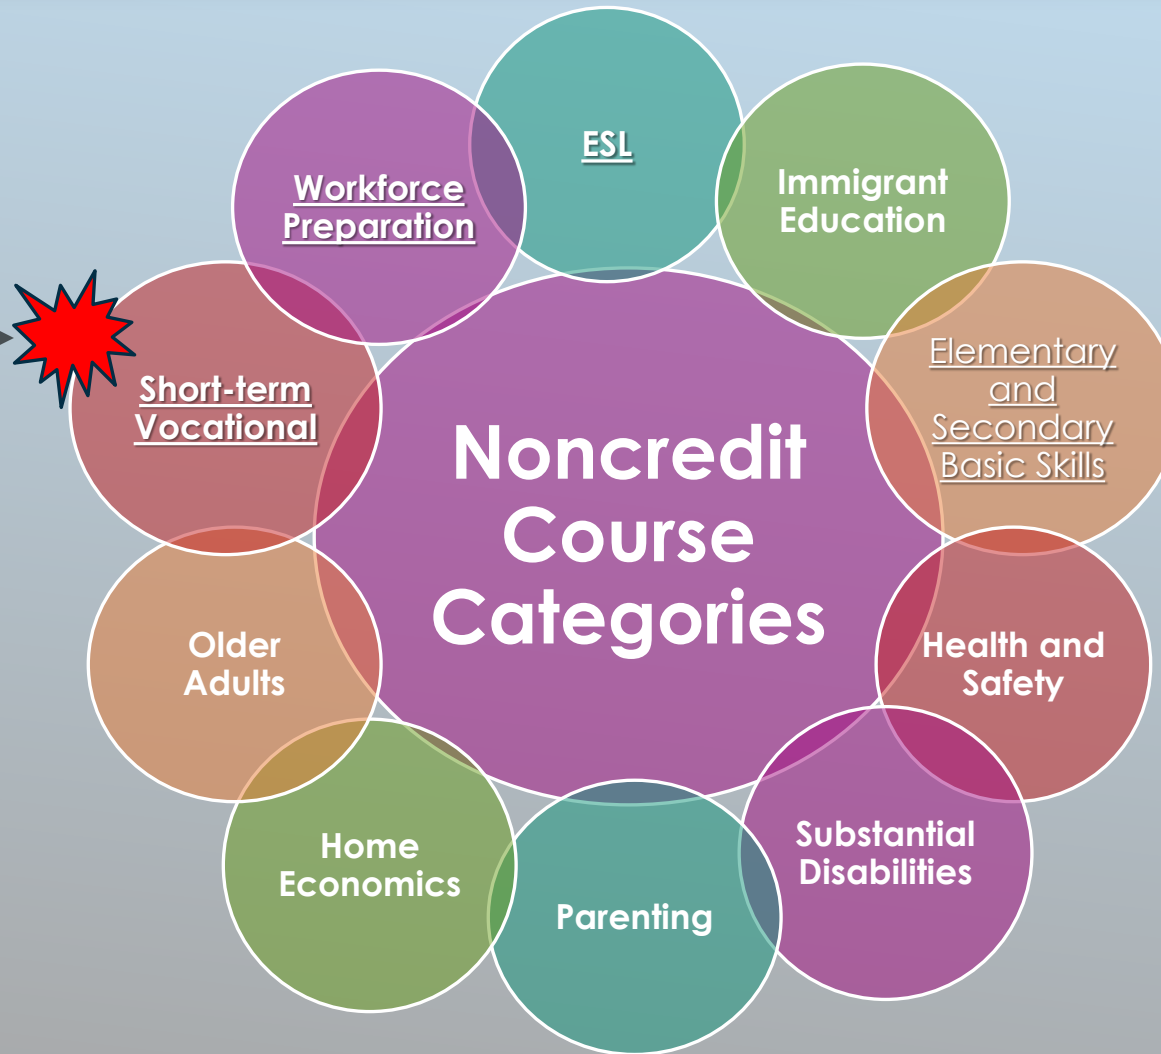 ESL
Immigrant
Education
Elementary
and
Secondary
Basic Skills
Health and
Safety
Substantial
Disabilities
Parenting
Home
Economics
Older
Adults
Short-term
Vocational
Workforce
Preparation
Noncredit
Course
Categories